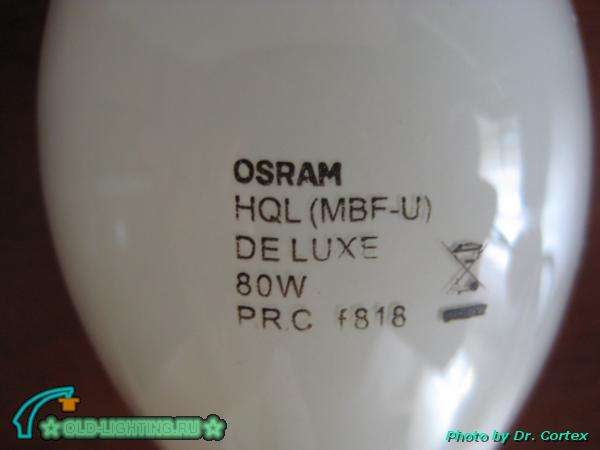 OSRAM
HQL (MBF-U)
DE LUXE
80W
P.R.C f818
OLD-LIGHTING.RU
Photo by Dr. Cortex